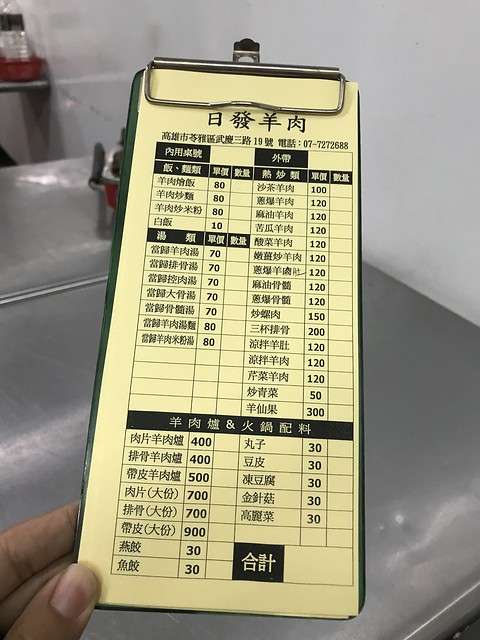 日發羊肉
高雄市苓雅區武慶三路19號 電話:07-7272688
內用桌號 外帶
飯、麵類 單價 數量
羊肉燴飯 80
羊肉炒麵 80
羊肉炒米粉 80
白飯 10
湯 類 單價 數量
當歸羊肉湯 70
當歸排骨湯 70
當歸控肉湯 70
當歸大骨湯 70
當歸骨髓湯 70
當歸羊肉湯麵 80
當歸羊肉米粉湯 80
熱炒類 單價 數量
沙茶羊肉 100
蔥爆羊肉 120
麻油羊肉 120
苦瓜羊肉 120
酸菜羊肉 120
嫩薑炒羊肉 120
蔥爆羊 120
麻油骨髓 120
蔥爆骨髓 120
炒螺肉 150
三杯排骨 200
涼拌羊肚 120
涼拌羊肉 120
芹菜羊肉 120
炒青菜 50
羊仙果 300
羊肉爐&火鍋配料
肉片羊肉爐 400
排骨羊肉爐 400
帶皮羊肉爐 500
肉片(大份) 700
排骨(大份) 700
帶皮(大份) 900
燕餃 30
魚餃 30
丸子 30
豆皮 30
凍豆腐 30
金針菇 30
高麗菜 30
合計